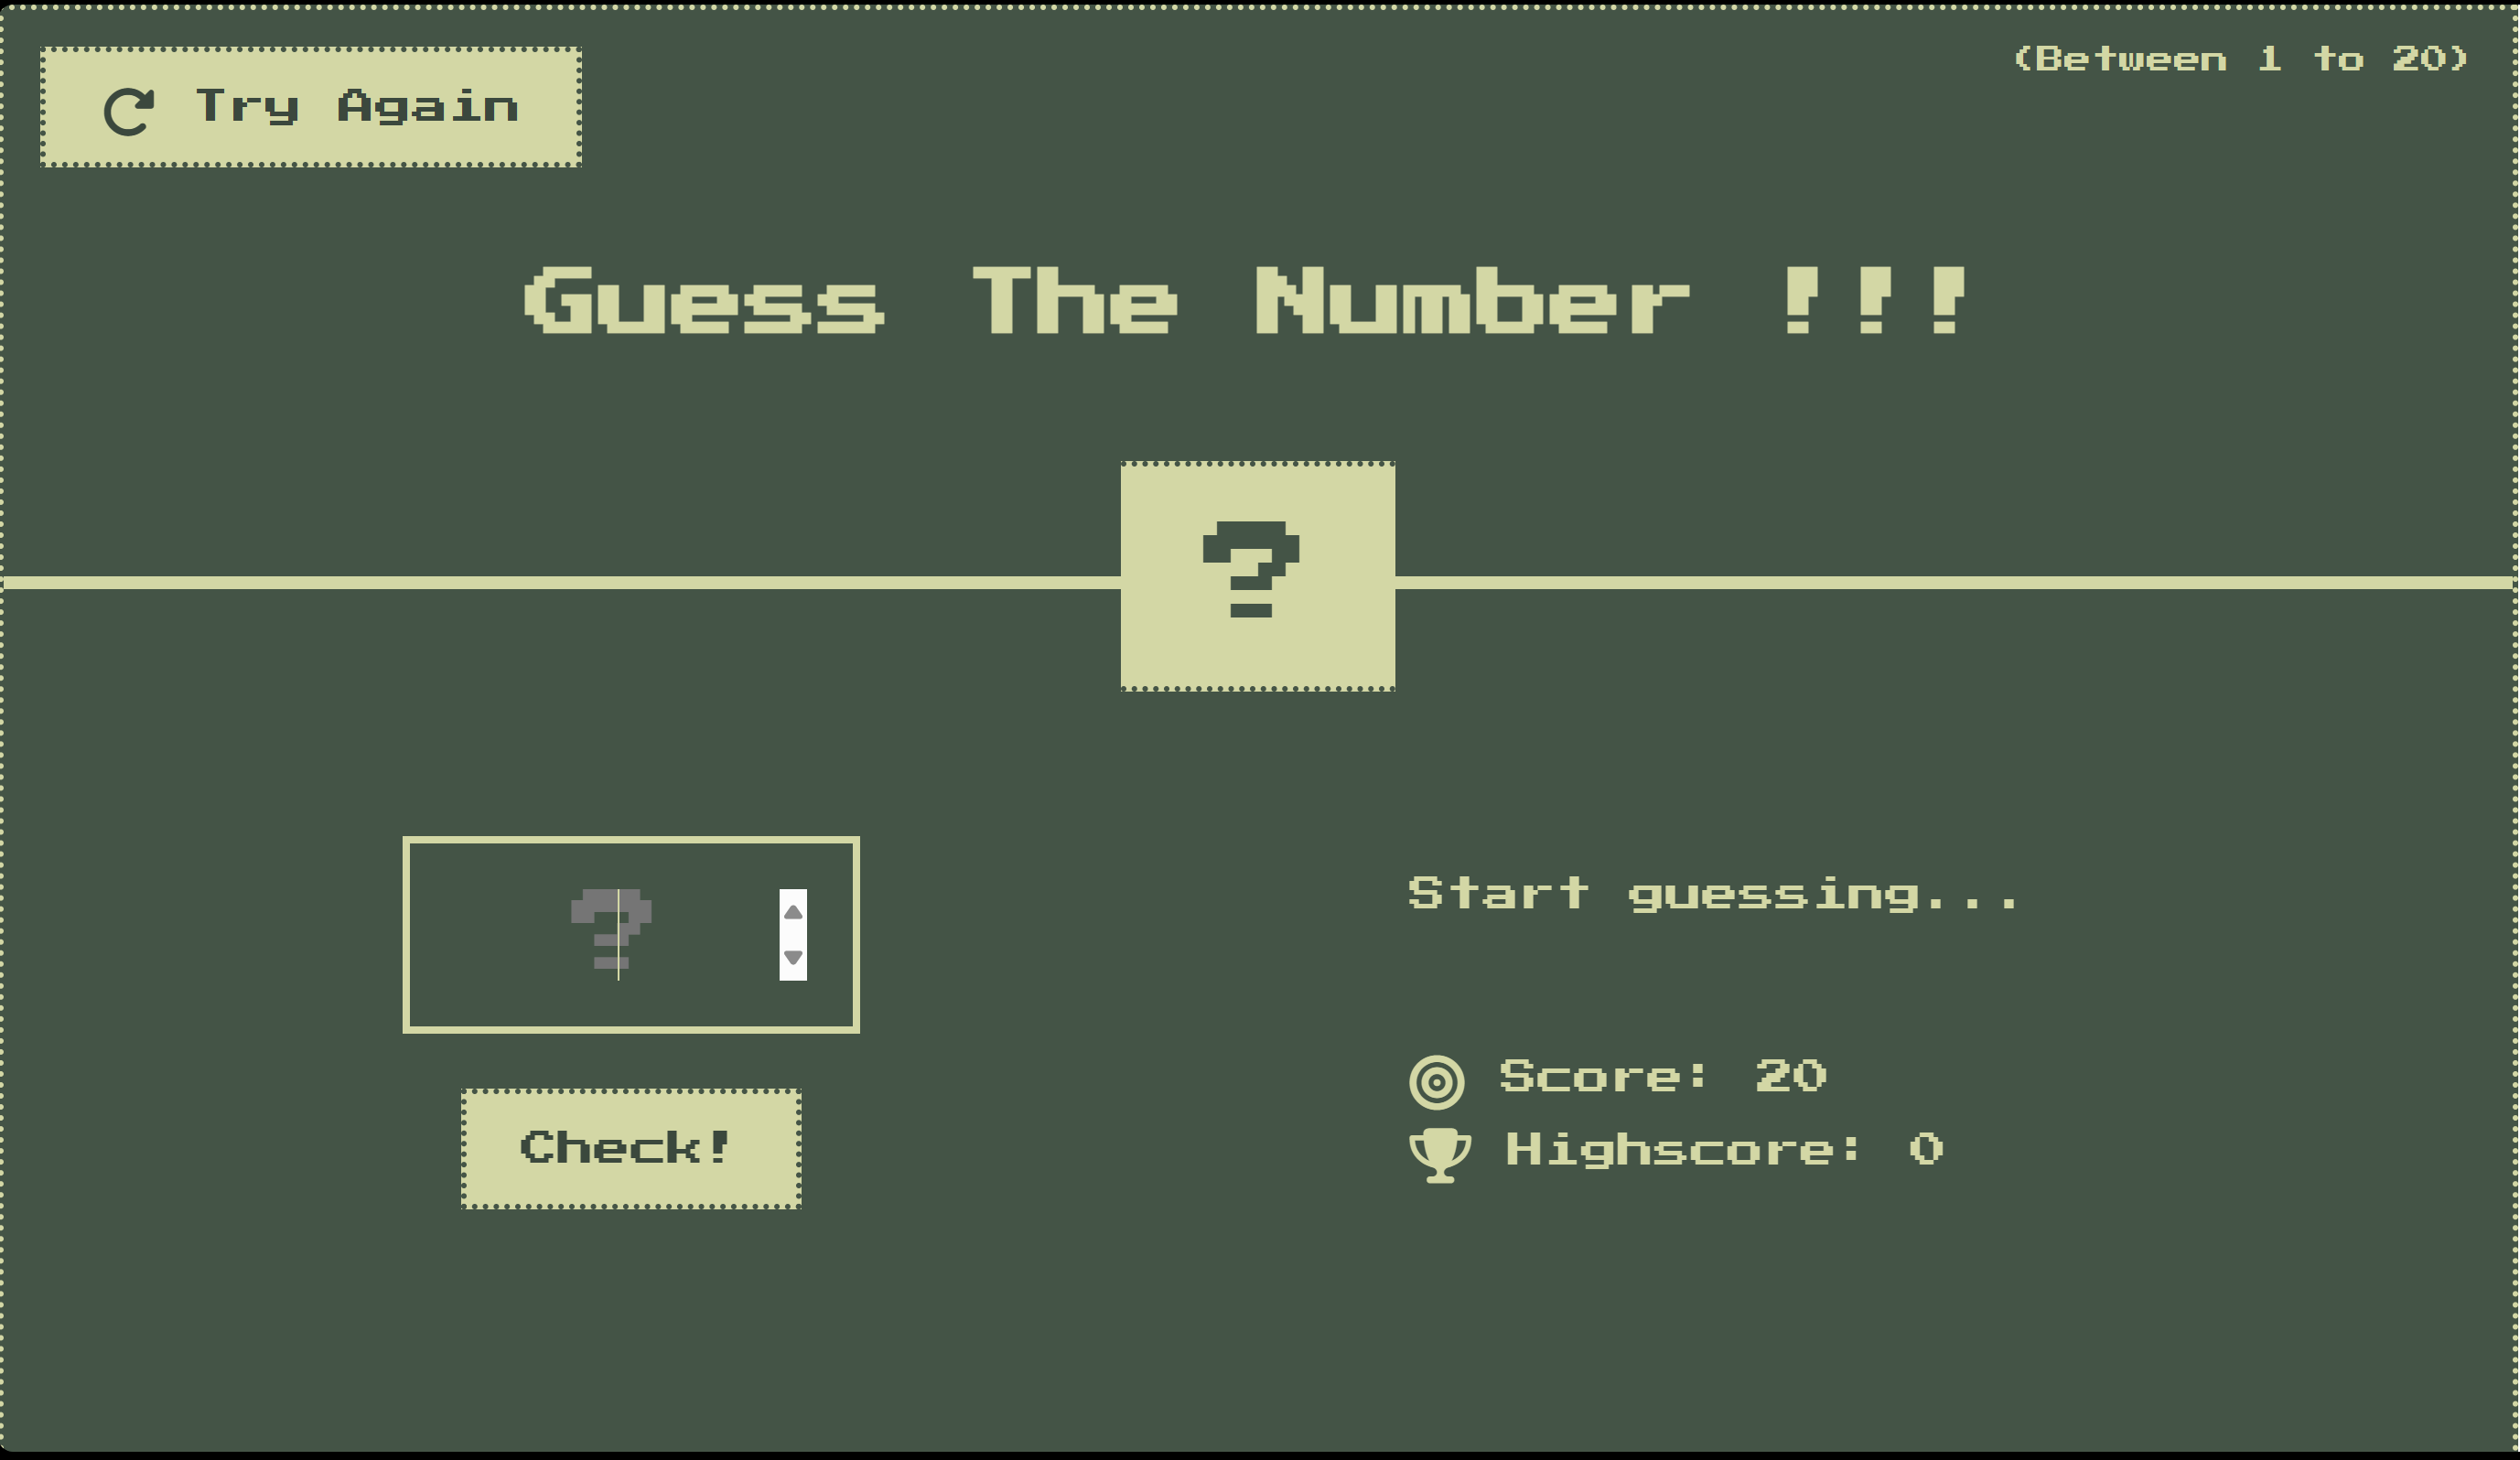 Try Again
(Between 1 to 20)
Guess The Number !!!
?
?
Start guessing...
Check!
Score: 20
Highscore: 0